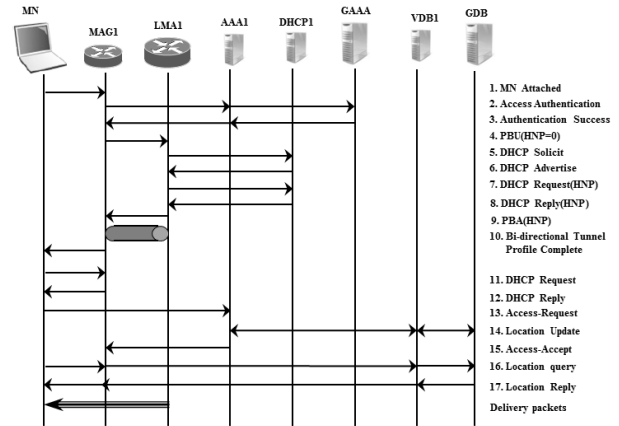 MN
MAG1
LMA1
AAA1
DHCP1
GAAA
VDB1
GDB
1. MN Attached
2. Access Authentication
3. Authentication Success
4. PBU(HNP=0)
5. DHCP Solicit
6. DHCP Advertise
7. DHCP Request(HNP)
8. DHCP Reply(HNP)
9. PBA(HNP)
10. Bi-directional Tunnel
Profile Complete
11. DHCP Request
12. DHCP Reply
13. Access-Request
14. Location Update
15. Access-Accept
16. Location query
17. Location Reply
Delivery packets